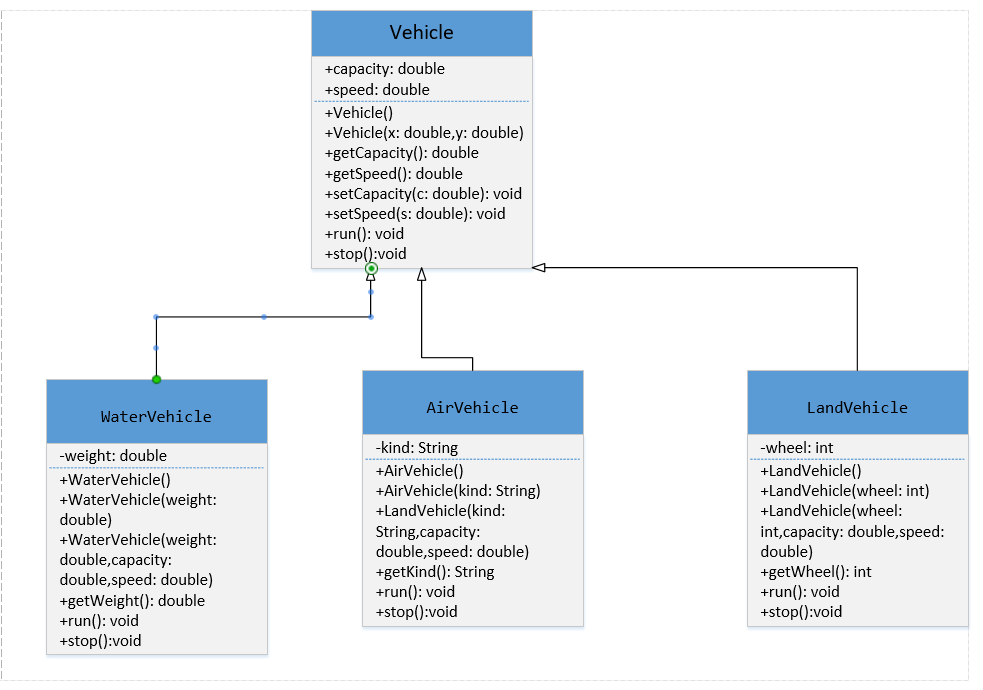 Vehicle
+capacity: double
+speed: double
+Vehicle()
+Vehicle(x: double,y: double)
+getCapacity(): double
+getSpeed(): double
+setCapacity(c: double): void
+setSpeed(s: double): void
+run(): void
+stop():void
WaterVehicle
-weight: double
+WaterVehicle()
+WaterVehicle(weight:
double)
+WaterVehicle(weight:
double,capacity:
double,speed: double)
+getWeight(): double
+run(): void
+stop():void
AirVehicle
-kind: String
+AirVehicle()
+AirVehicle(kind: String)
+LandVehicle(kind:
String,capacity:
double,speed: double)
+getKind(): String
+run(): void
+stop():void
LandVehicle
-wheel: int
+LandVehicle()
+LandVehicle(wheel: int)
+LandVehicle(wheel:
int,capacity: double,speed:
double)
+getWheel(): int
+run(): void
+stop():void